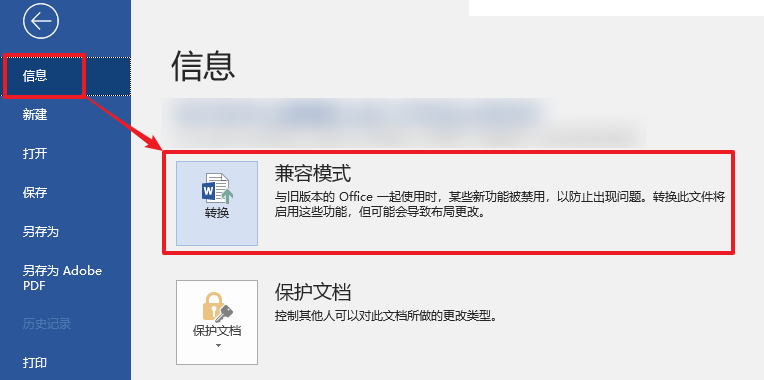 信息
新建
打开
保存
另存为
另存为 Adobe
PDF
历史记录
打印
信息
转换
兼容模式
与旧版本的 Office 一起使用时，某些新功能被禁用，以防止出现问题。转换此文件将
启用这些功能，但可能会导致布局更改。
保护文档
保护文档
控制其他人可以对此文档所做的更改类型。